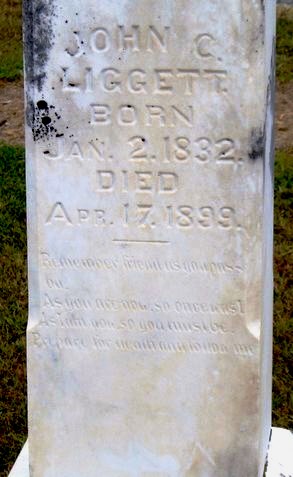 JOHN C.
LIGGETT.
BORN
JAN. 2. 1832.
DIED
APR. 17. 1899.
Remember friend as you pass
by,
As you are now, so once was I
As I am now, so you must be,
Prepare for death and follow me